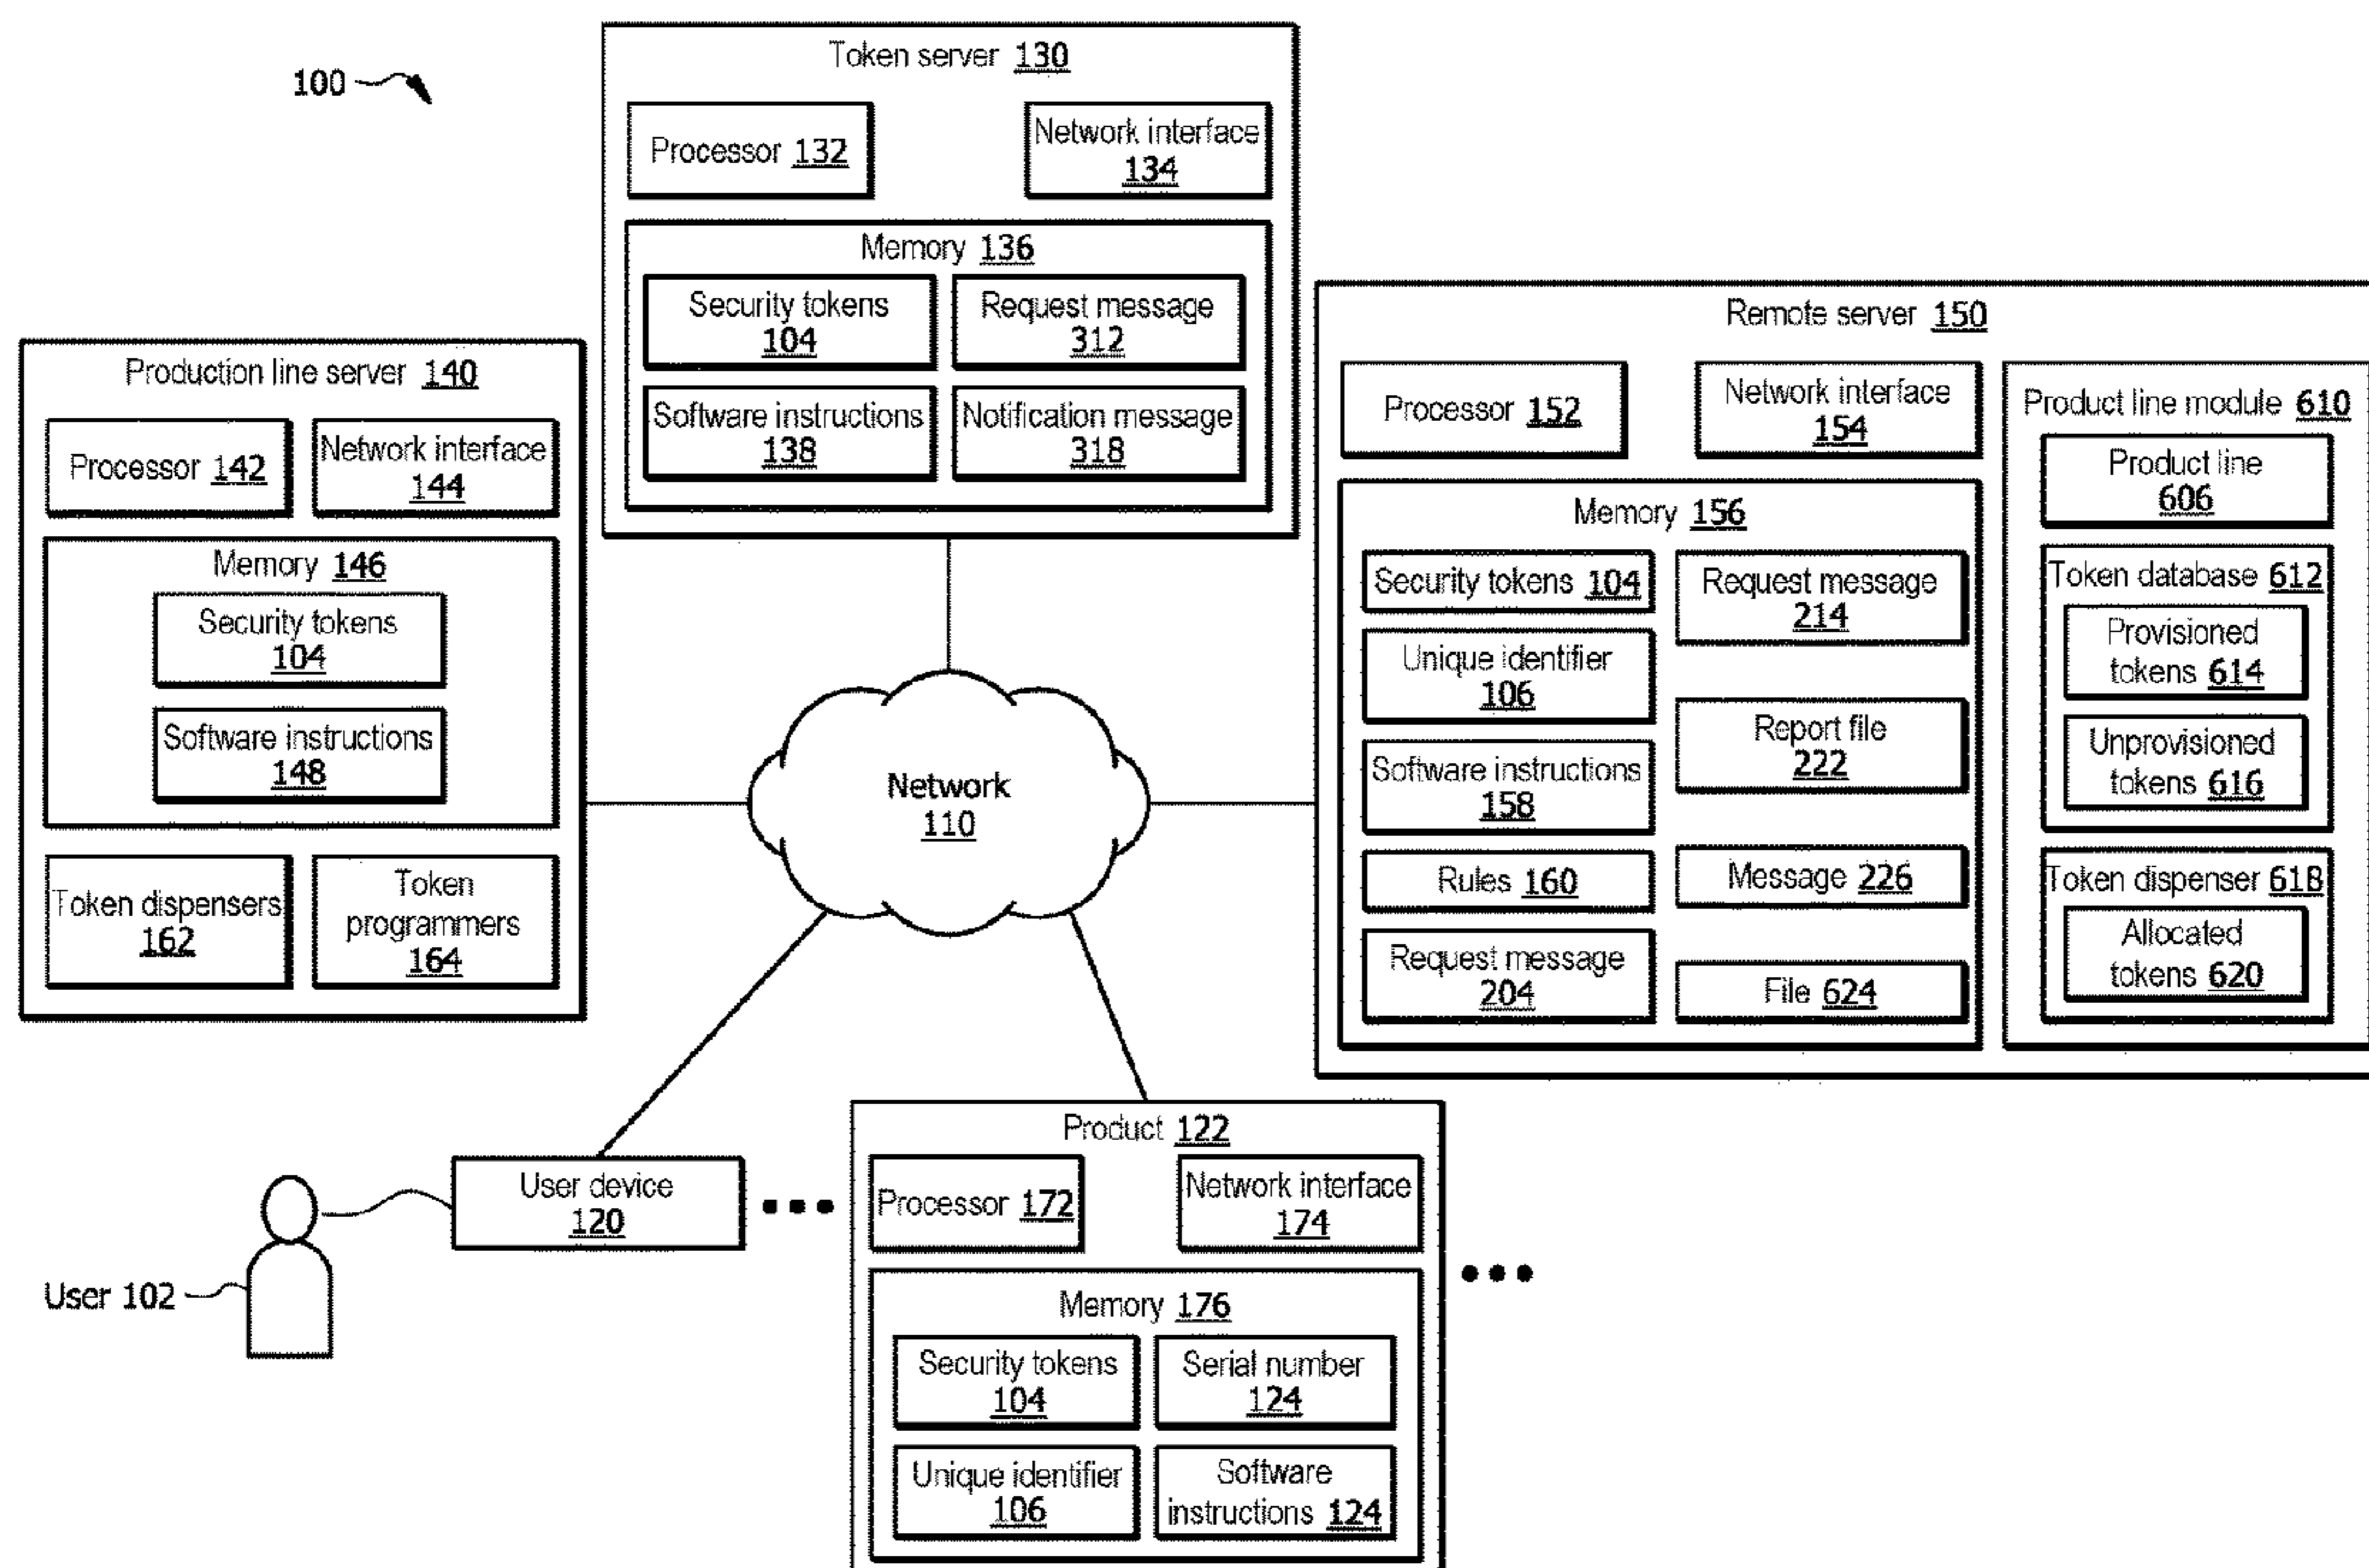 100
Token server 130
Processor 132
Network interface
134
Memory 136
Security tokens
104
Request message
312
Software instructions
138
Notification message
318
Production line server 140
Processor 142
Network interface
144
Memory 146
Security tokens
104
Software instructions
148
Token dispensers
162
Token
programmers
164
Remote server 150
Processor 152
Network interface
154
Memory 156
Security tokens 104
Unique identifier
106
Software instructions
158
Rules 160
Request message
204
Request message
214
Report file
222
Message 226
File 624
Product line module 610
Product line
606
Token database 612
Provisioned
tokens 614
Unprovisioned
tokens 616
Token dispenser 618
Allocated
tokens 620
Network
110
User 102
User device
120
Product 122
Processor 172
Network interface
174
Memory 176
Security tokens
104
Serial number
124
Unique identifier
106
Software
instructions 124